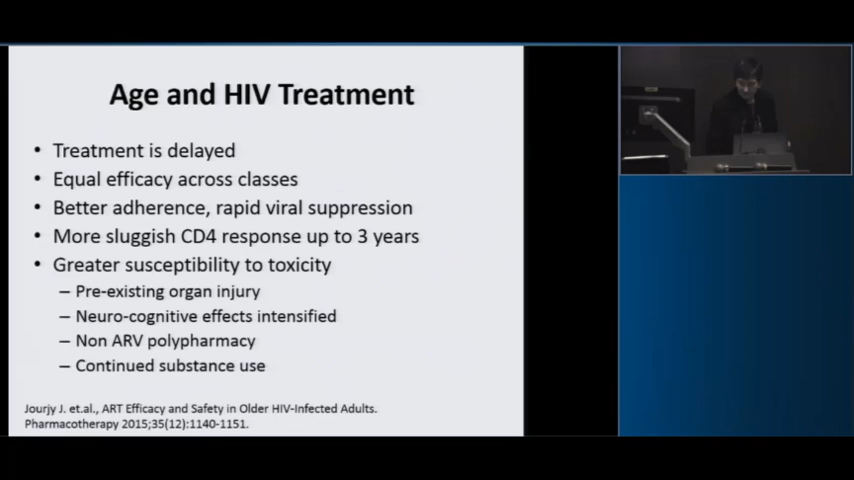 Age and HIV Treatment
• Treatment is delayed
• Equal efficacy across classes
• Better adherence, rapid viral suppression
• More sluggish CD4 response up to 3 years
• Greater susceptibility to toxicity
– Pre-existing organ injury
– Neuro-cognitive effects intensified
– Non ARV polypharmacy
– Continued substance use
Jourjy J. et.al., ART Efficacy and Safety in Older HIV-Infected Adults.
Pharmacotherapy 2015;35(12):1140-1151.